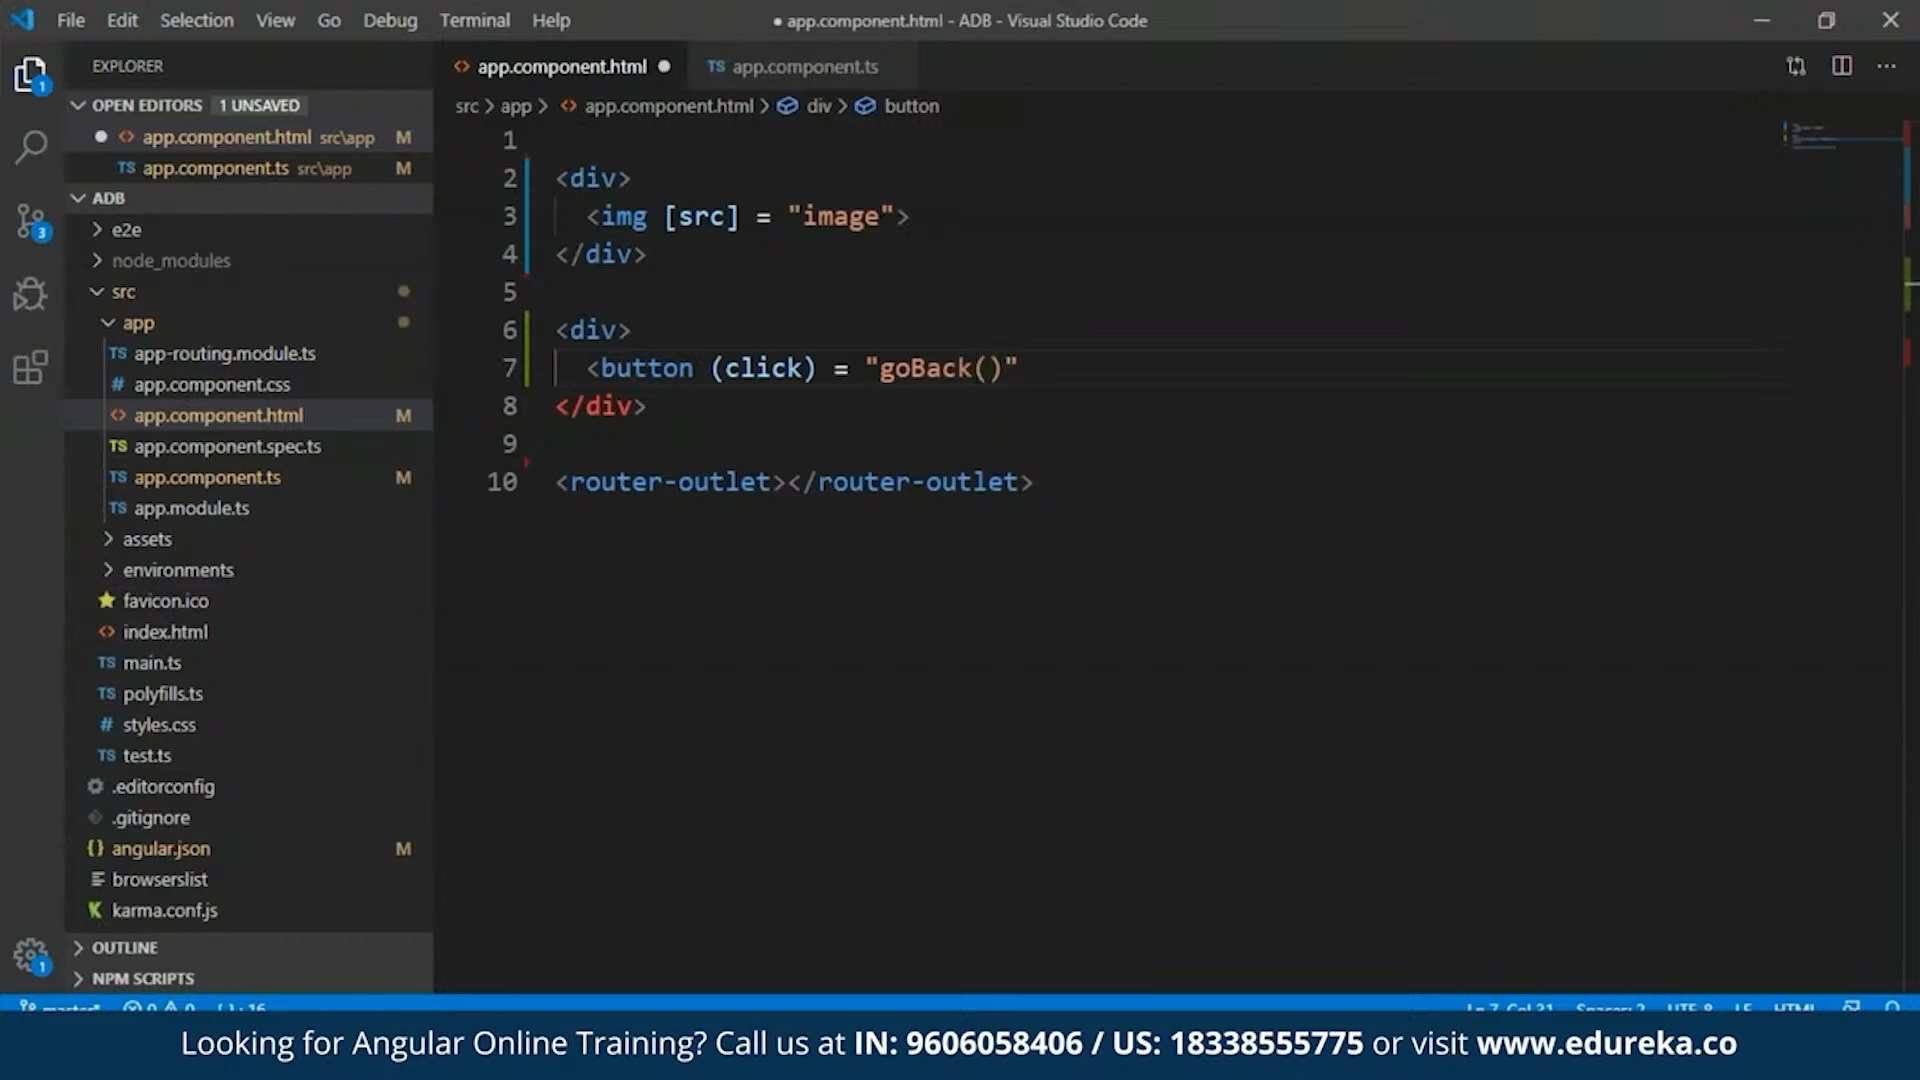 File Edit Selection View Go Debug Terminal Help
● app.component.html - ADB - Visual Studio Code
EXPLORER
OPEN EDITORS 1 UNSAVED
app.component.html src\app M
TS app.component.ts src\app M
ADB
e2e
node_modules
src
app
TS app-routing.module.ts
# app.component.css
<> app.component.html M
TS app.component.spec.ts
TS app.component.ts M
TS app.module.ts
assets
environments
favicon.ico
<> index.html
TS main.ts
TS polyfills.ts
# styles.css
TS test.ts
.editorconfig
.gitignore
{} angular.json M
browserslist
K karma.conf.js
OUTLINE
NPM SCRIPTS
1
3
1
<> app.component.html ●
TS app.component.ts
src > app > <> app.component.html > div > button
1
2 <div>
3 <img [src] = "image">
4 </div>
5
6 <div>
7 <button (click) = "goBack()"
8 </div>
9
10 <router-outlet></router-outlet>
Looking for Angular Online Training? Call us at IN: 9606058406 / US: 18338555775 or visit www.edureka.co